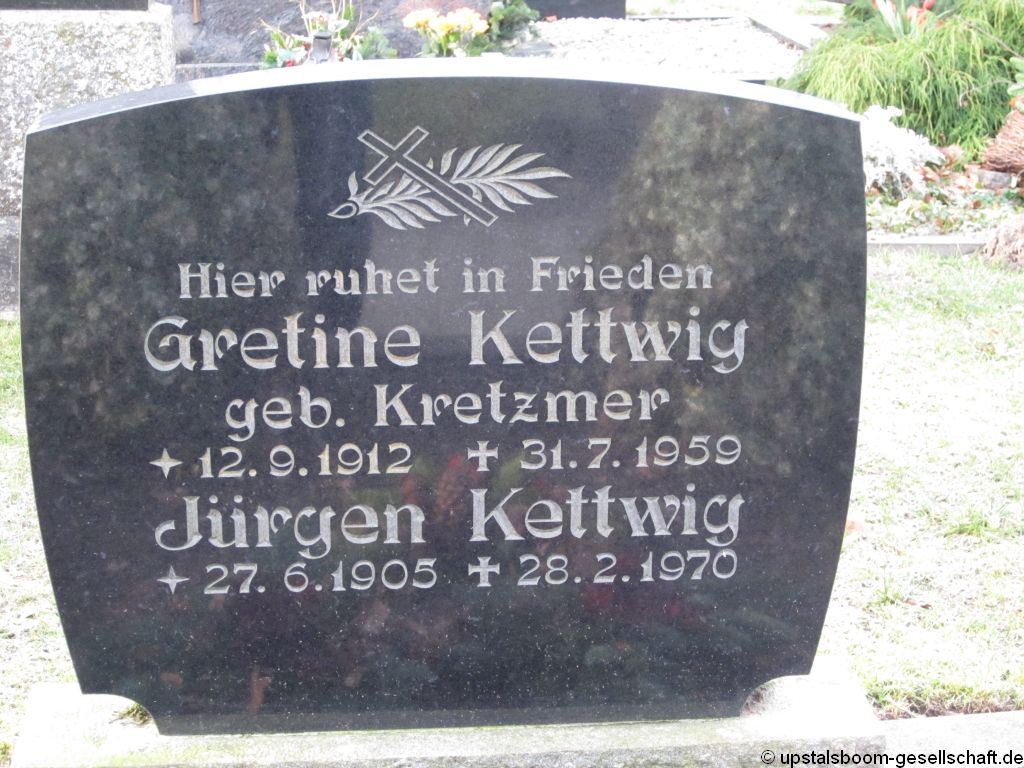 Hier ruhet in Frieden
Gretine Kettwig
geb. Kretzmer
12.9.1912 31.7.1959
Jürgen Kettwig
27.6.1905 28.2.1970
© upstalsboom-gesellschaft.de